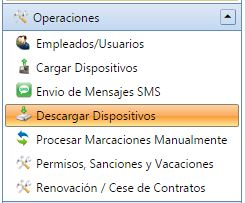 Operaciones
Empleados/Usuarios
Cargar Dispositivos
Envio de Mensajes SMS
Descargar Dispositivos
Procesar Marcaciones Manualmente
Permisos, Sanciones y Vacaciones
Renovación / Cese de Contratos